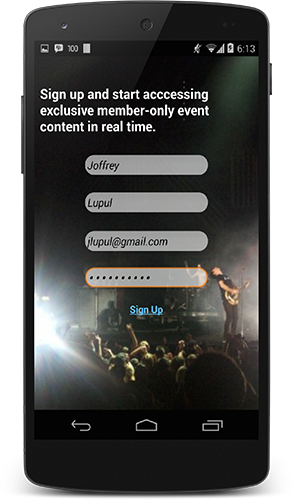 100
6:13
Sign up and start acccessing
exclusive member-only event
content in real time.
Joffrey
Lupul
jlupul@gmail.com
••••••••••
Sign Up